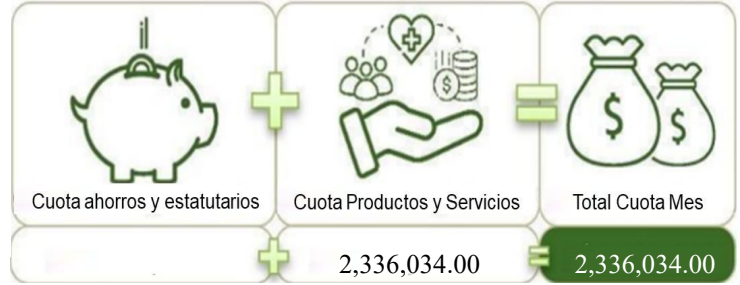 $
$ $
Cuota ahorros y estatutarios Cuota Productos y Servicios Total Cuota Mes
2,336,034.00 2,336,034.00